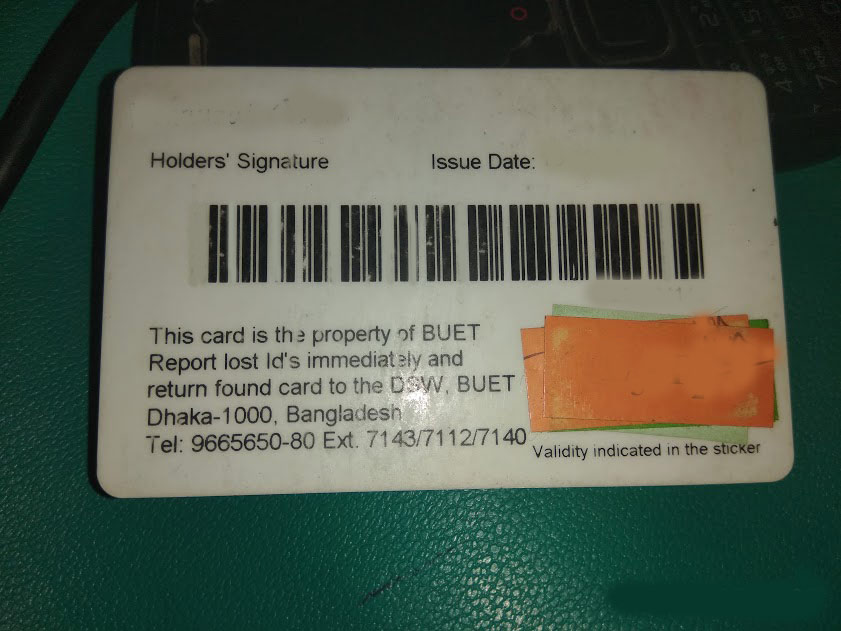 Holders' Signature Issue Date:
This card is the property of BUET
Report lost Id's immediately and
return found card to the DSW, BUET
Dhaka-1000, Bangladesh
Tel: 9665650-80 Ext. 7143/7112/7140
Validity indicated in the sticker